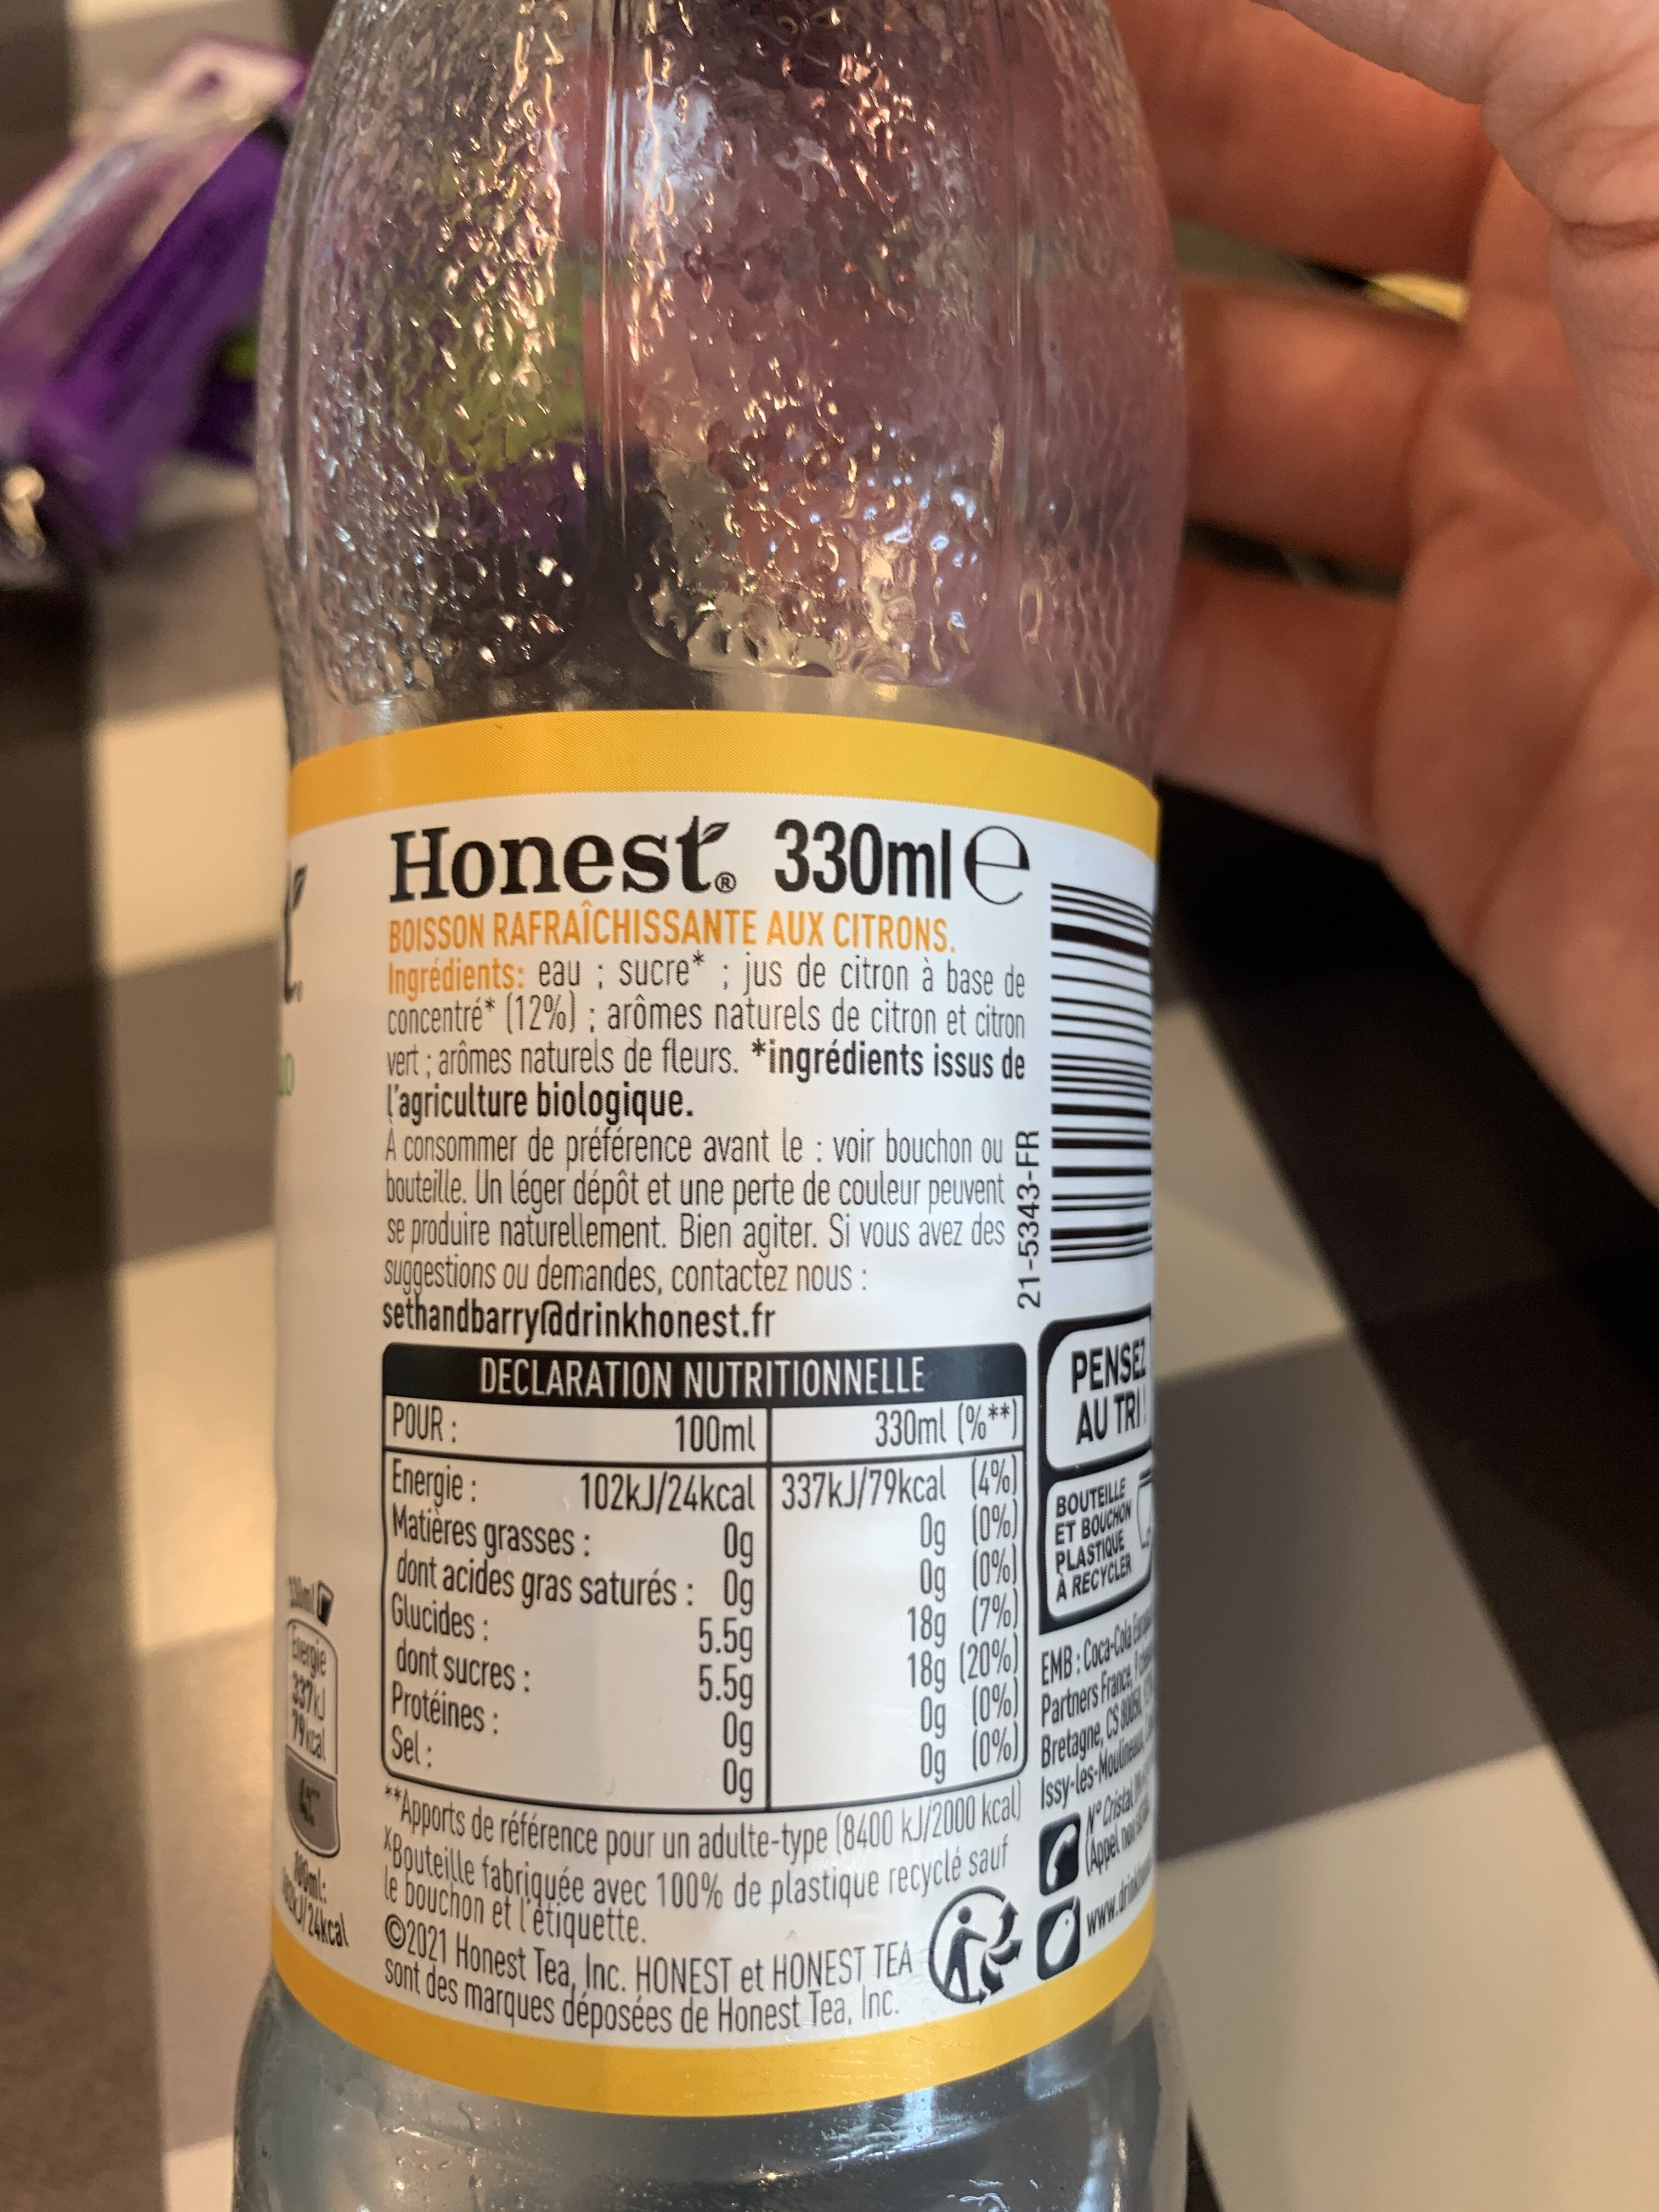 Honest® 330ml ℮
BOISSON RAFRAÎCHISSANTE AUX CITRONS.
Ingrédients: eau ; sucre* ; jus de citron à base de
concentré* (12%) ; arômes naturels de citron et citron
vert ; arômes naturels de fleurs. *ingrédients issus de
l'agriculture biologique.
À consommer de préférence avant le : voir bouchon ou
bouteille. Un léger dépôt et une perte de couleur peuvent
se produire naturellement. Bien agiter. Si vous avez des
suggestions ou demandes, contactez nous :
sethandbarry@drinkhonest.fr
DECLARATION NUTRITIONNELLE
POUR : 100ml 330ml (%**)
Energie : 102kJ/24kcal 337kJ/79kcal (4%)
Matières grasses : 0g 0g (0%)
dont acides gras saturés : 0g 0g (0%)
Glucides : 5.5g 18g (7%)
dont sucres : 5.5g 18g (20%)
Protéines : 0g 0g (0%)
Sel : 0g 0g (0%)
**Apports de référence pour un adulte-type (8400 kJ/2000 kcal)
xBouteille fabriquée avec 100% de plastique recyclé sauf
le bouchon et l'étiquette.
©2021 Honest Tea, Inc. HONEST et HONEST TEA
sont des marques déposées de Honest Tea, Inc.
21-5343-FR
PENSEZ
AU TRI !
BOUTEILLE
ET BOUCHON
PLASTIQUE
À RECYCLER
EMB : Coca-Cola
Partners France,
Bretagne, CS
Issy-les-Moulineaux
N° Cristal
(Appel non
www.
330ml
Energie
337kJ
79kcal
4%**
100ml:
/24kcal